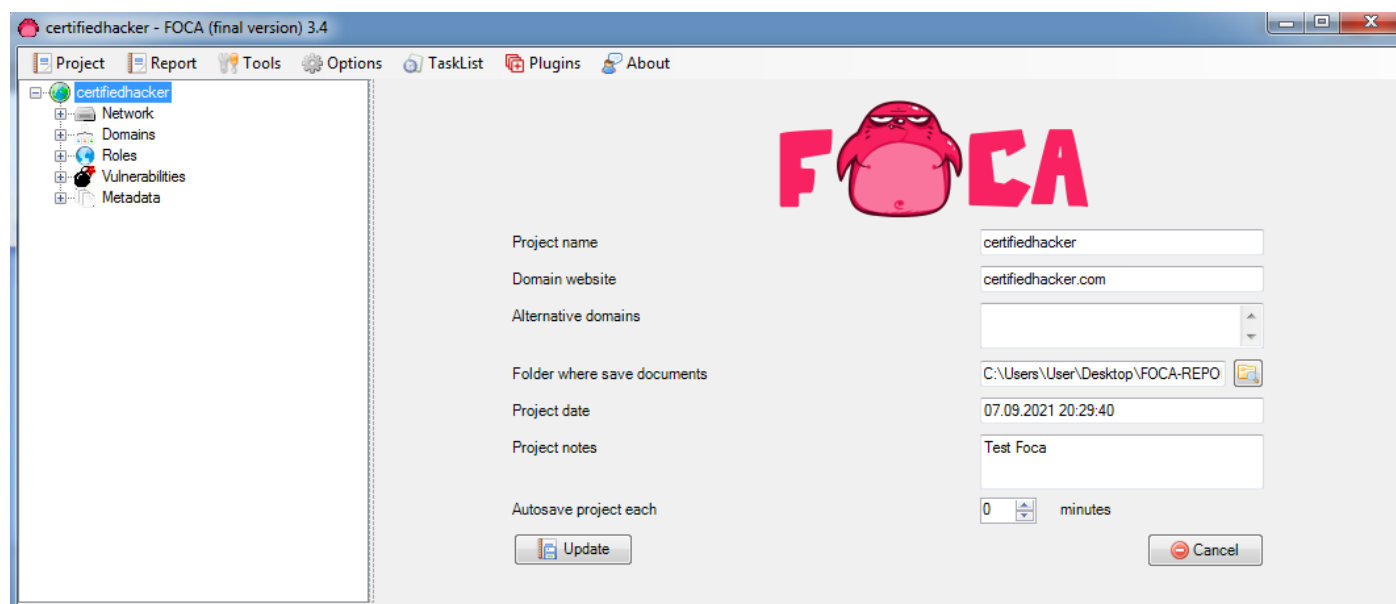 certifiedhacker - FOCA (final version) 3.4
Project Report Tools Options TaskList Plugins About
certifiedhacker
Network
Domains
Roles
Vulnerabilities
Metadata
FOCA
Project name certifiedhacker
Domain website certifiedhacker.com
Alternative domains
Folder where save documents C:\Users\User\Desktop\FOCA-REPO
Project date 07.09.2021 20:29:40
Project notes Test Foca
Autosave project each 0 minutes
Update Cancel